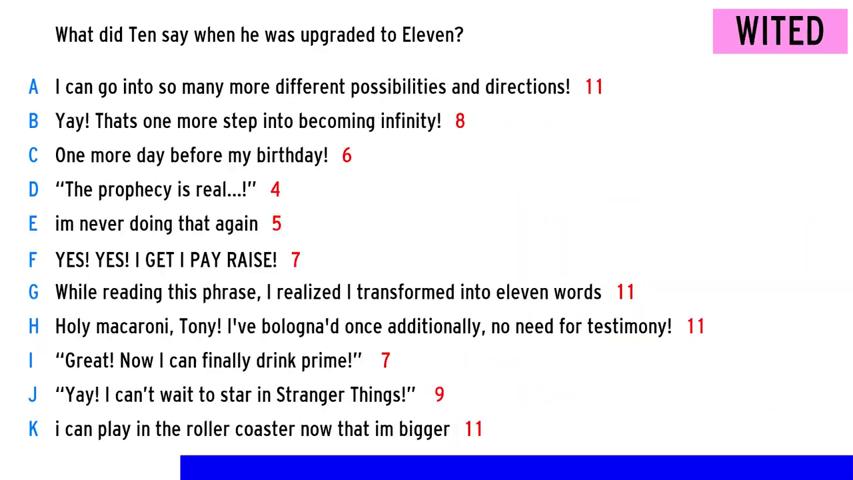 What did Ten say when he was upgraded to Eleven?
WITED
A I can go into so many more different possibilities and directions! 11
B Yay! Thats one more step into becoming infinity! 8
C One more day before my birthday! 6
D “The prophecy is real...!” 4
E im never doing that again 5
F YES! YES! I GET I PAY RAISE! 7
G While reading this phrase, I realized I transformed into eleven words 11
H Holy macaroni, Tony! I've bologna'd once additionally, no need for testimony! 11
I “Great! Now I can finally drink prime!” 7
J “Yay! I can’t wait to star in Stranger Things!” 9
K i can play in the roller coaster now that im bigger 11